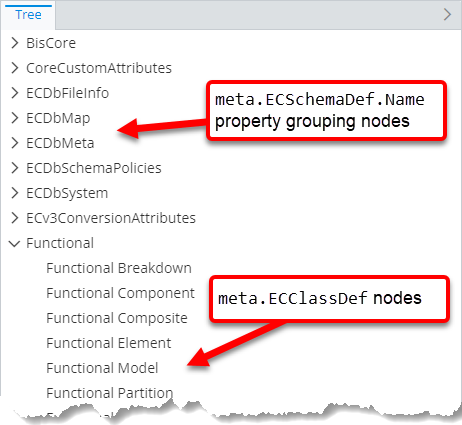 Tree
BisCore
CoreCustomAttributes
ECDbFileInfo
ECDbMap
ECDbMeta
ECDbSchemaPolicies
ECDbSystem
ECv3ConversionAttributes
Functional
Functional Breakdown
Functional Component
Functional Composite
Functional Element
Functional Model
Functional Partition
meta.ECSchemaDef.Name
property grouping nodes
meta.ECClassDef nodes